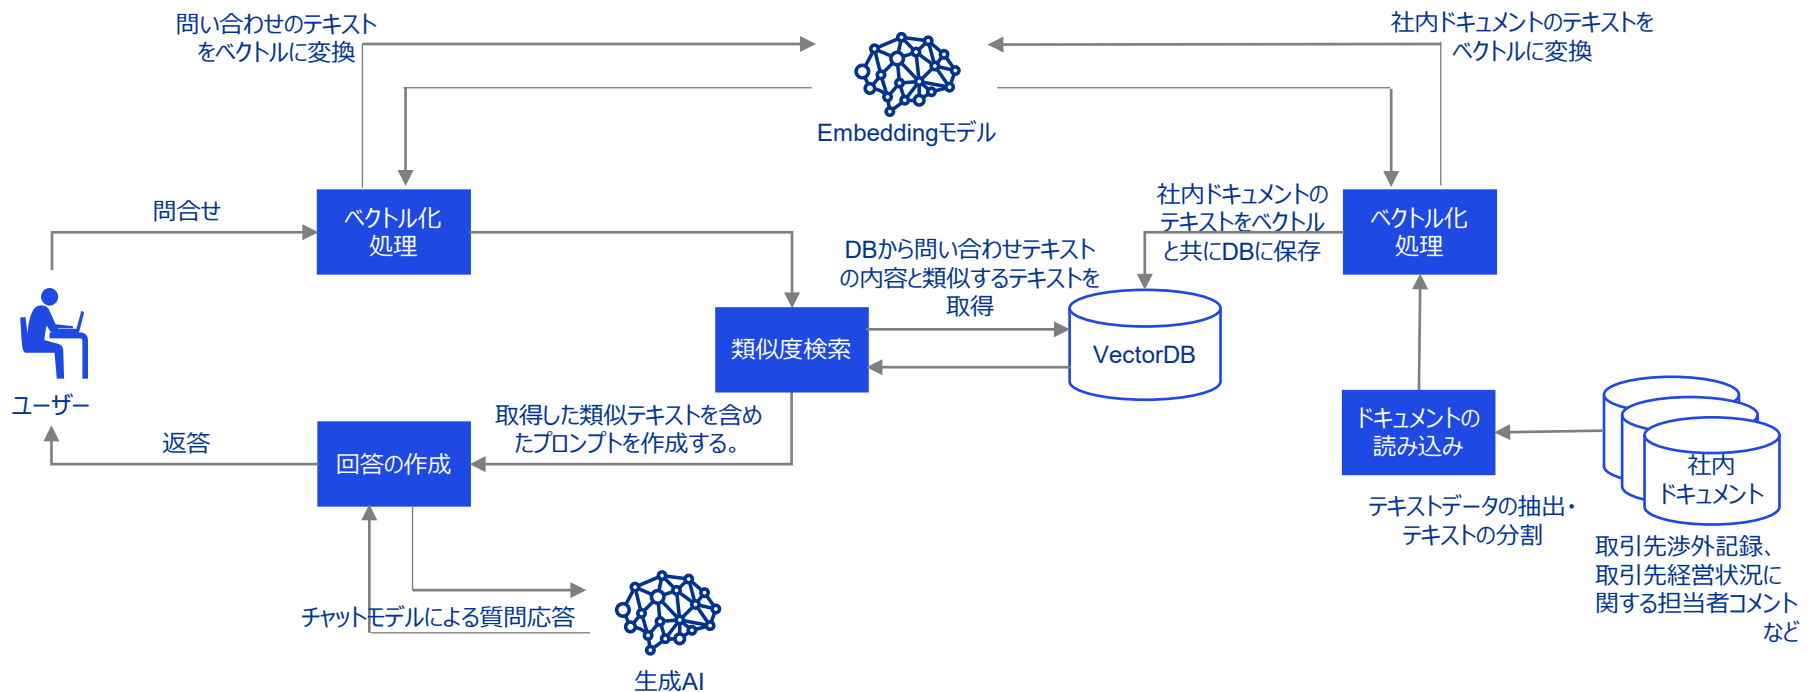 問い合わせのテキスト
をベクトルに変換
社内ドキュメントのテキストを
ベクトルに変換
Embeddingモデル
問合せ
ベクトル化
処理
社内ドキュメントの
テキストをベクトル
と共にDBに保存
ベクトル化
処理
DBから問い合わせテキスト
の内容と類似するテキストを
取得
類似度検索
VectorDB
ユーザー
返答
回答の作成
取得した類似テキストを含め
たプロンプトを作成する。
ドキュメントの
読み込み
社内
ドキュメント
テキストデータの抽出・
テキストの分割
取引先渉外記録、
取引先経営状況に
関する担当者コメント
など
チャットモデルによる質問応答
生成AI